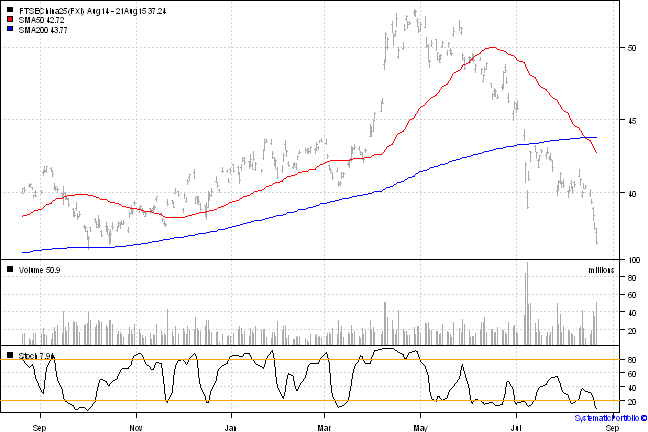 FTSEChina25(FXI) Aug14 - 21Aug15 37.24
SMA50 42.72
SMA200 43.77
50
45
40
100
Volume 50.9
millions
80
60
40
20
Stoch 7.94
80
60
40
20
Sep Nov Jan Mar May Jul Sep
SystematicPortfolio ©